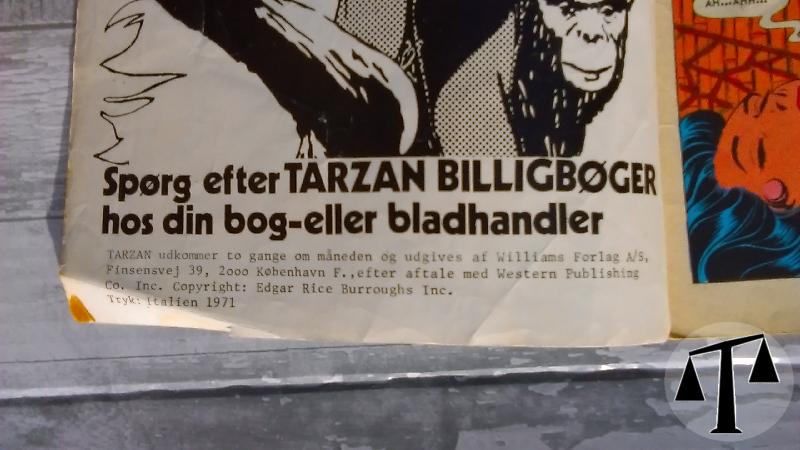 AH...AHH...
Spørg efter TARZAN BILLIGBØGER
hos din bog-eller bladhandler
TARZAN udkommer to gange om måneden og udgives af Williams Forlag A/S,
Finsensvej 39, 2ooo København F.,efter aftale med Western Publishing
Co. Inc. Copyright: Edgar Rice Burroughs Inc.
Tryk: Italien 1971